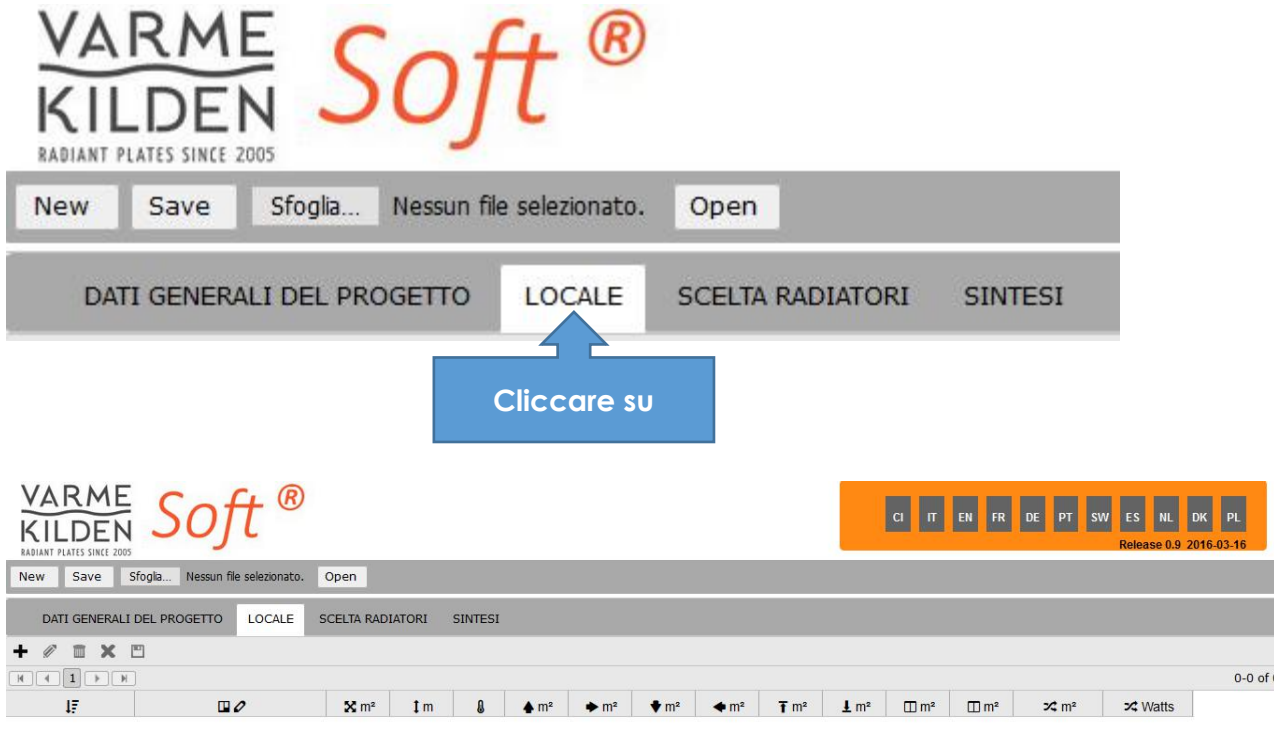 VARME
KILDEN
RADIANT PLATES SINCE 2005
Soft ®
New Save Sfoglia... Nessun file selezionato. Open
DATI GENERALI DEL PROGETTO LOCALE SCELTA RADIATORI SINTESI
Cliccare su
VARME
KILDEN
RADIANT PLATES SINCE 2005
Soft ®
CI IT EN FR DE PT SW ES NL DK PL
Release 0.9 2016-03-16
New Save Sfoglia... Nessun file selezionato. Open
DATI GENERALI DEL PROGETTO LOCALE SCELTA RADIATORI SINTESI
1
0-0 of
m² m m² m² m² m² m² m² m² m² m² Watts